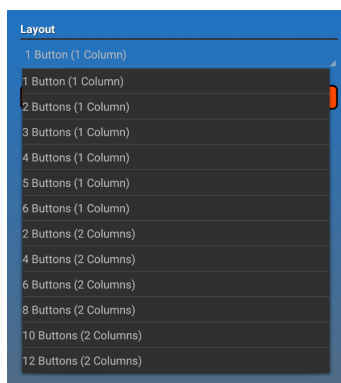 Layout
1 Button (1 Column)
1 Button (1 Column)
2 Buttons (1 Column)
3 Buttons (1 Column)
4 Buttons (1 Column)
5 Buttons (1 Column)
6 Buttons (1 Column)
2 Buttons (2 Columns)
4 Buttons (2 Columns)
6 Buttons (2 Columns)
8 Buttons (2 Columns)
10 Buttons (2 Columns)
12 Buttons (2 Columns)